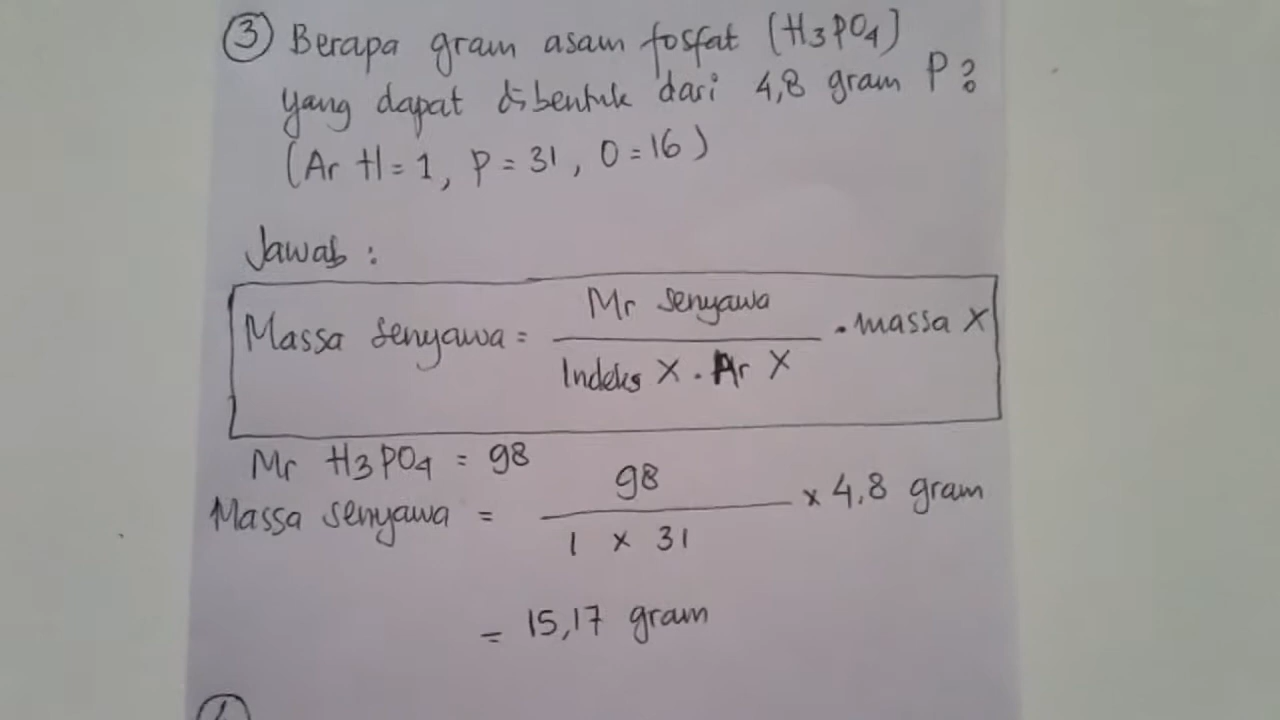 ③ Berapa gram asam fosfat (H3PO4)
yang dapat dibentuk dari 4,8 gram P?
(Ar H = 1, P = 31, O = 16)
Jawab :
Massa senyawa = Mr senyawa / Indeks X . Ar X . massa X
Mr H3PO4 = 98
Massa senyawa = 98 / 1 x 31 x 4,8 gram
= 15,17 gram